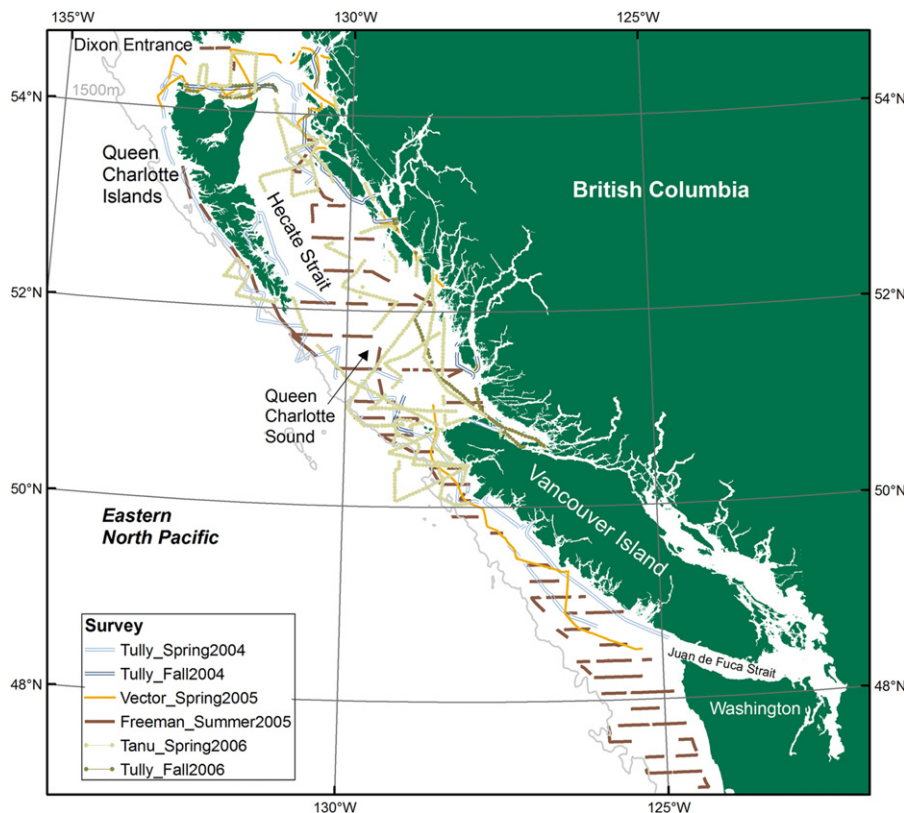 135°W
130°W
125°W
Dixon Entrance
54°N
1500m
54°N
Queen
Charlotte
Islands
British Columbia
Hecate Strait
52°N
52°N
Queen
Charlotte
Sound
Vancouver Island
50°N
50°N
Eastern
North Pacific
Survey
Tully_Spring2004
Tully_Fall2004
Vector_Spring2005
Freeman_Summer2005
Tanu_Spring2006
Tully_Fall2006
Juan de Fuca Strait
48°N
48°N
Washington
130°W
125°W